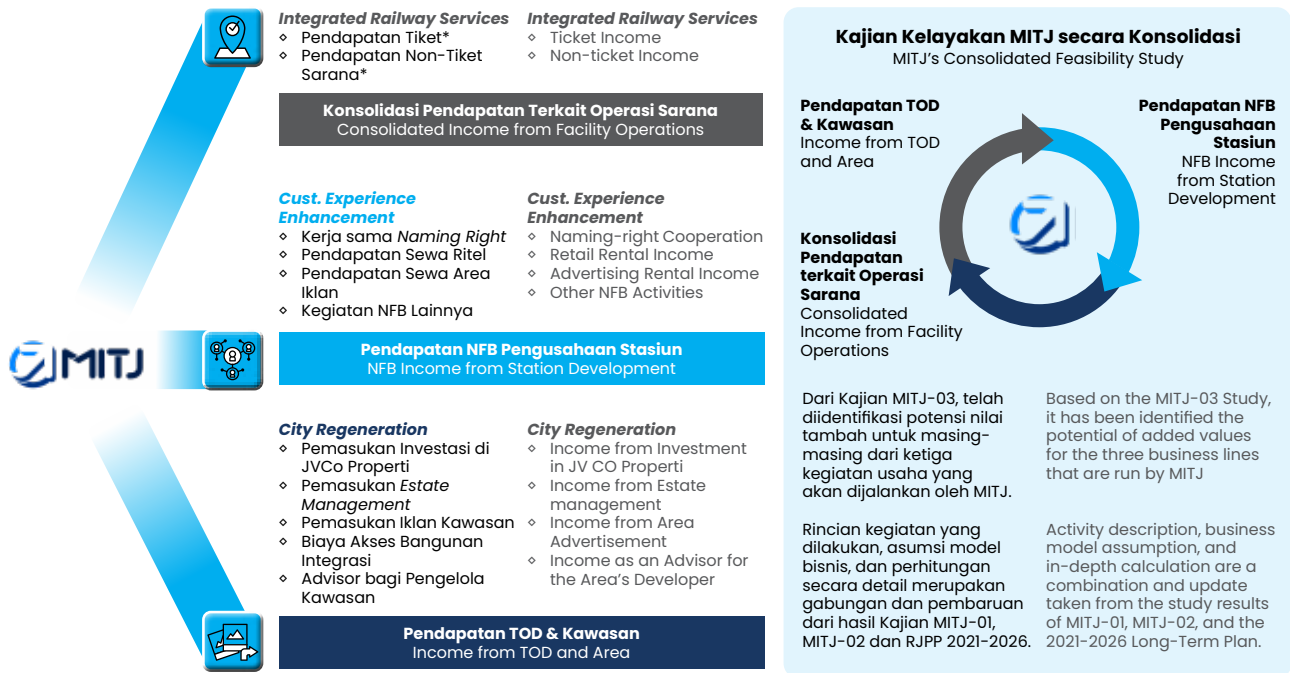 Integrated Railway Services
⬦ Pendapatan Tiket*
⬦ Pendapatan Non-Tiket
Sarana*
Integrated Railway Services
⬦ Ticket Income
⬦ Non-ticket Income
Konsolidasi Pendapatan Terkait Operasi Sarana
Consolidated Income from Facility Operations
Cust. Experience
Enhancement
⬦ Kerja sama Naming Right
⬦ Pendapatan Sewa Ritel
⬦ Pendapatan Sewa Area
Iklan
⬦ Kegiatan NFB Lainnya
Cust. Experience
Enhancement
⬦ Naming-right Cooperation
⬦ Retail Rental Income
⬦ Advertising Rental Income
⬦ Other NFB Activities
MITJ
Pendapatan NFB Pengusahaan Stasiun
NFB Income from Station Development
City Regeneration
⬦ Pemasukan Investasi di
JVCo Properti
⬦ Pemasukan Estate
Management
⬦ Pemasukan Iklan Kawasan
⬦ Biaya Akses Bangunan
Integrasi
⬦ Advisor bagi Pengelola
Kawasan
City Regeneration
⬦ Income from Investment
in JV CO Properti
⬦ Income from Estate
management
⬦ Income from Area
Advertisement
⬦ Income as an Advisor for
the Area's Developer
Pendapatan TOD & Kawasan
Income from TOD and Area
Kajian Kelayakan MITJ secara Konsolidasi
MITJ's Consolidated Feasibility Study
Pendapatan TOD
& Kawasan
Income from TOD
and Area
Pendapatan NFB
Pengusahaan
Stasiun
NFB Income
from Station
Development
Konsolidasi
Pendapatan
terkait Operasi
Sarana
Consolidated
Income from Facility
Operations
Dari Kajian MITJ-03, telah
diidentifikasi potensi nilai
tambah untuk masing-
masing dari ketiga
kegiatan usaha yang
akan dijalankan oleh MITJ.
Based on the MITJ-03 Study,
it has been identified the
potential of added values
for the three business lines
that are run by MITJ
Rincian kegiatan yang
dilakukan, asumsi model
bisnis, dan perhitungan
secara detail merupakan
gabungan dan pembaruan
dari hasil Kajian MITJ-01,
MITJ-02 dan RJPP 2021-2026.
Activity description, business
model assumption, and
in-depth calculation are a
combination and update
taken from the study results
of MITJ-01, MITJ-02, and the
2021-2026 Long-Term Plan.